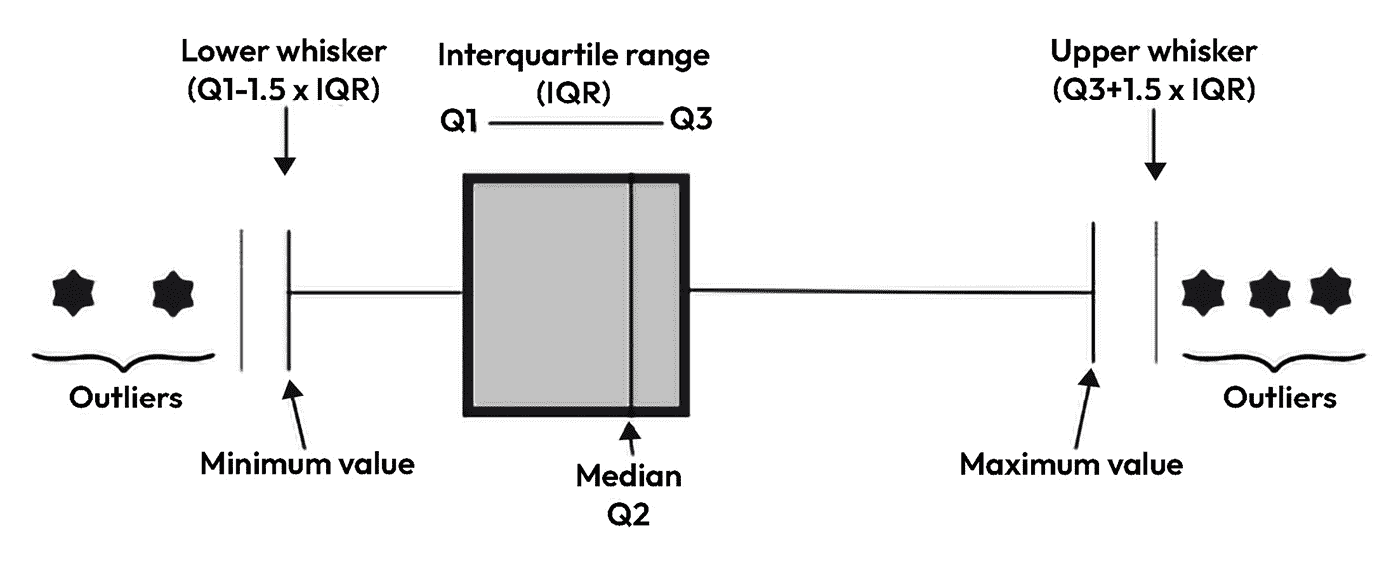 Lower whisker
(Q1-1.5 x IQR)
Interquartile range
(IQR)
Q1
Q3
Upper whisker
(Q3+1.5 x IQR)
Outliers
Minimum value
Median
Q2
Maximum value
Outliers